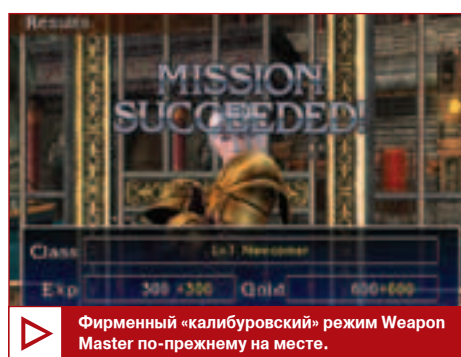 Results
MISSION
SUCCEEDED!
Class Lv1 Newcomer
Exp 300 +300 Gold 600+600
Фирменный «калибуровский» режим Weapon
Master по-прежнему на месте.